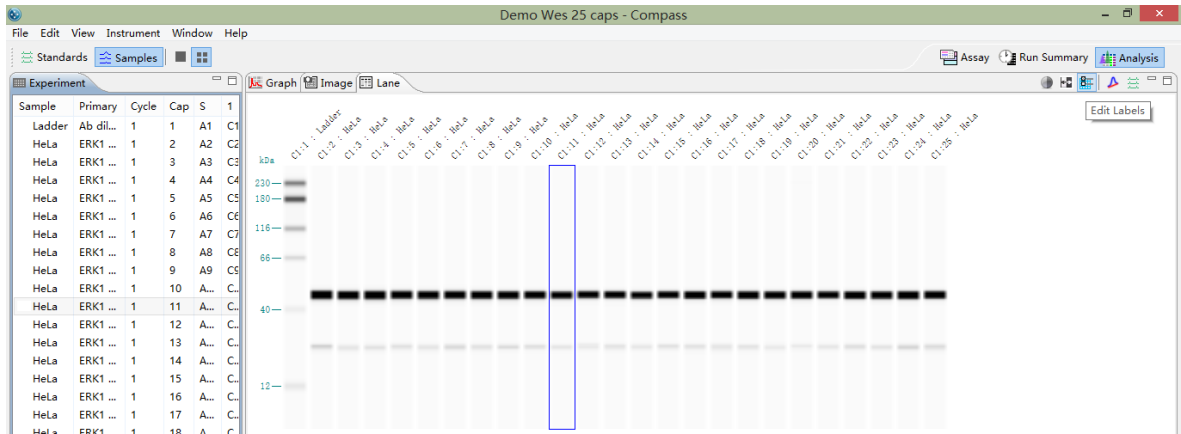 Demo Wes 25 caps - Compass
File Edit View Instrument Window Help
Standards Samples Assay Run Summary Analysis
Experiment Graph Image Lane
Edit Labels
Sample Primary Cycle Cap S 1
Ladder Ab dil... 1 1 A1 C1
HeLa ERK1 ... 1 2 A2 C2
HeLa ERK1 ... 1 3 A3 C3
HeLa ERK1 ... 1 4 A4 C4
HeLa ERK1 ... 1 5 A5 C5
HeLa ERK1 ... 1 6 A6 C6
HeLa ERK1 ... 1 7 A7 C7
HeLa ERK1 ... 1 8 A8 C8
HeLa ERK1 ... 1 9 A9 C9
HeLa ERK1 ... 1 10 A... C..
HeLa ERK1 ... 1 11 A... C..
HeLa ERK1 ... 1 12 A... C..
HeLa ERK1 ... 1 13 A... C..
HeLa ERK1 ... 1 14 A... C..
HeLa ERK1 ... 1 15 A... C..
HeLa ERK1 ... 1 16 A... C..
HeLa ERK1 ... 1 17 A... C..
HeLa ERK1 1 18 A C
C1:1 : Ladder
C1:2 : HeLa
C1:3 : HeLa
C1:4 : HeLa
C1:5 : HeLa
C1:6 : HeLa
C1:7 : HeLa
C1:8 : HeLa
C1:9 : HeLa
C1:10 : HeLa
C1:11 : HeLa
C1:12 : HeLa
C1:13 : HeLa
C1:14 : HeLa
C1:15 : HeLa
C1:16 : HeLa
C1:17 : HeLa
C1:18 : HeLa
C1:19 : HeLa
C1:20 : HeLa
C1:21 : HeLa
C1:22 : HeLa
C1:23 : HeLa
C1:24 : HeLa
C1:25 : HeLa
kDa
230
180
116
66
40
12